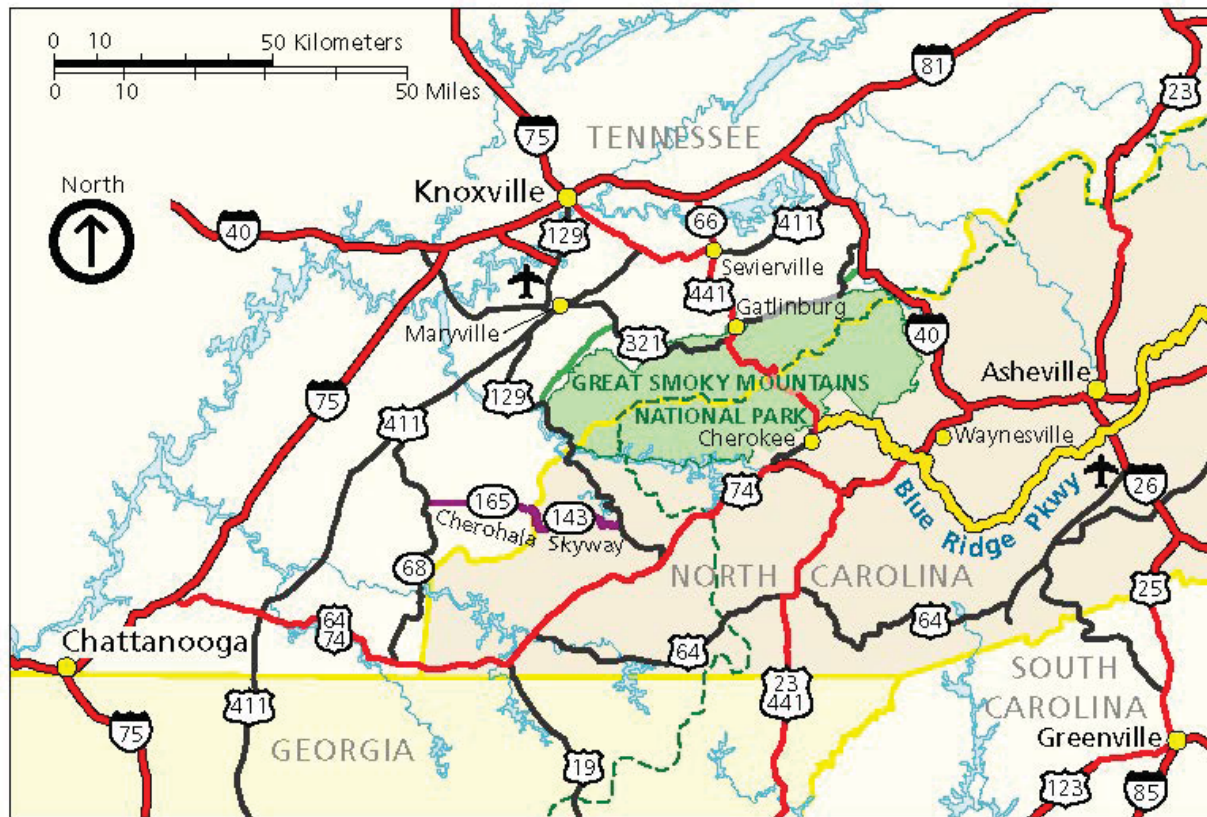 0 10 50 Kilometers
0 10 50 Miles
North
81
23
75
TENNESSEE
Knoxville
40
129
66
411
Sevierville
441
Gatlinburg
Maryville
321
40
GREAT SMOKY MOUNTAINS
NATIONAL PARK
Asheville
129
75
411
Cherokee
Waynesville
74
26
165
143
Cherohala
Skyway
Blue
Ridge
Pkwy
68
NORTH CAROLINA
25
64
74
64
64
Chattanooga
SOUTH
CAROLINA
23
441
411
75
GEORGIA
Greenville
19
123
85